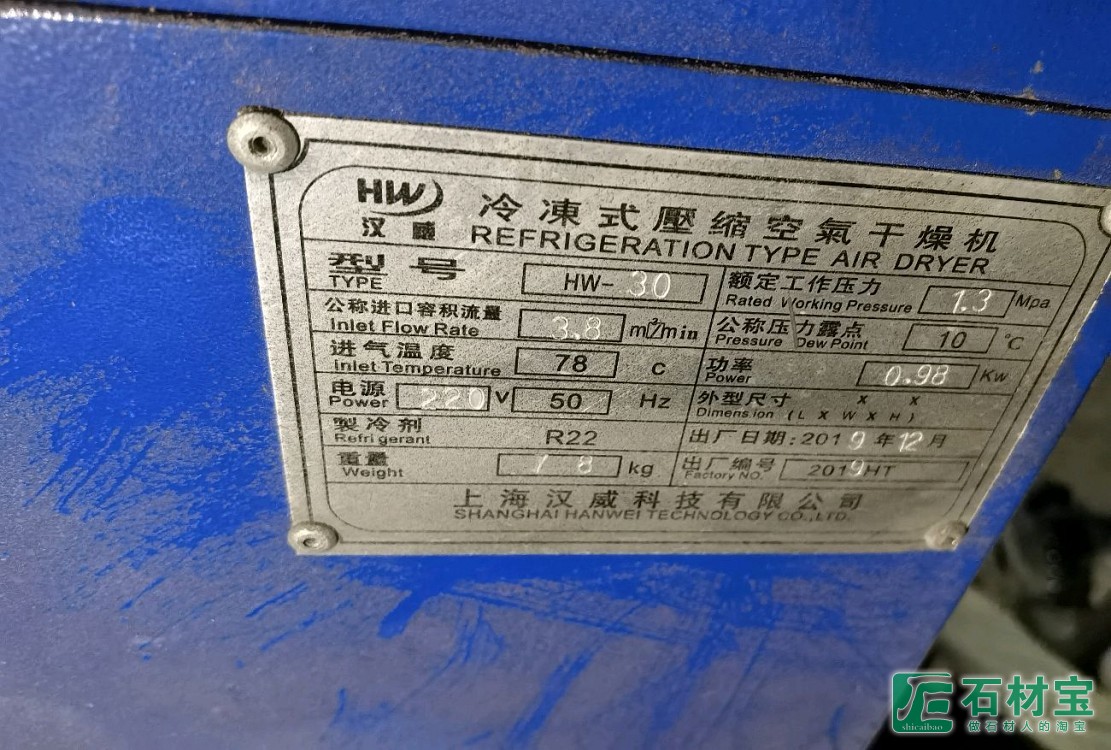 HW 冷凍式壓缩空氣干燥机
汉威 REFRIGERATION TYPE AIR DRYER
型号 HW-30 额定工作压力 1.3 Mpa
TYPE Rated Working Pressure
公称进口容积流量 3.8 m³/min 公称压力露点 10 °C
Inlet Flow Rate Pressure Dew Point
进气温度 78 C 功率 0.98 Kw
Inlet Temperature Power
电源 220 V 50 Hz 外型尺寸 x x
Power Dimension (L X W X H)
製冷剂 R22 出厂日期:2019年12月
Refrigerant
重量 kg 出厂编号 2019HT
Weight Factory NO.
上海汉威科技有限公司
SHANGHAI HANWEI TECHNOLOGY CO.,LTD.
石材宝
shicaibao 做石材人的淘宝